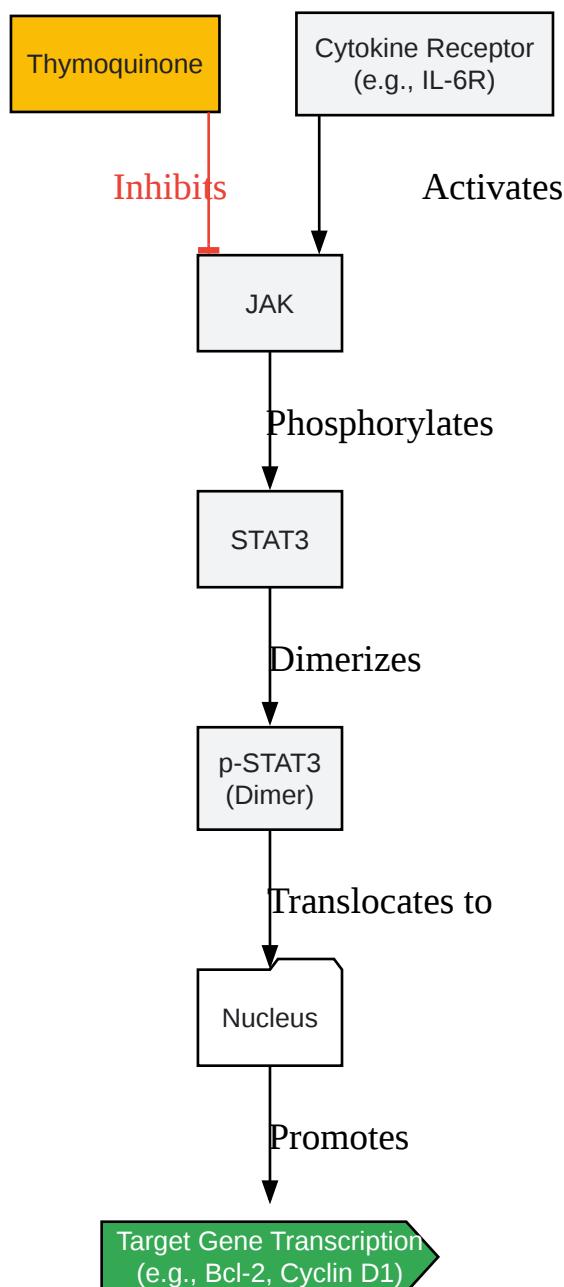 Thymoquinone
Cytokine Receptor
(e.g., IL-6R)
Inhibits
Activates
JAK
Phosphorylates
STAT3
Dimerizes
p-STAT3
(Dimer)
Translocates to
Nucleus
Promotes
Target Gene Transcription
(e.g., Bcl-2, Cyclin D1)